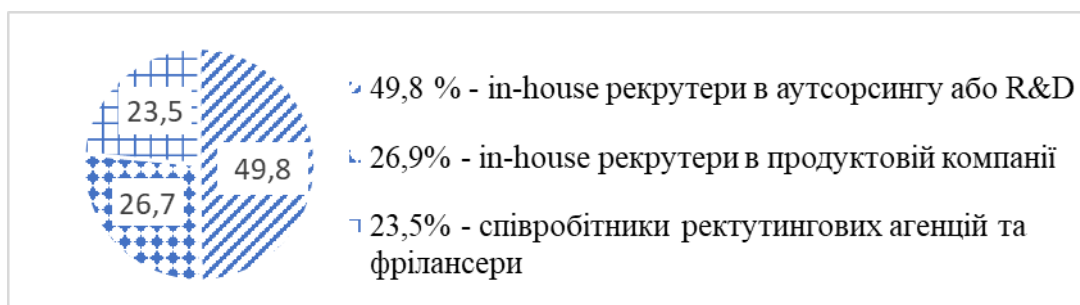 23,5
49,8
26,7
49,8 % - in-house рекрутери в аутсорсингу або R&D
26,9% - in-house рекрутери в продуктовій компанії
23,5% - співробітники ректутингових агенцій та
фрілансери